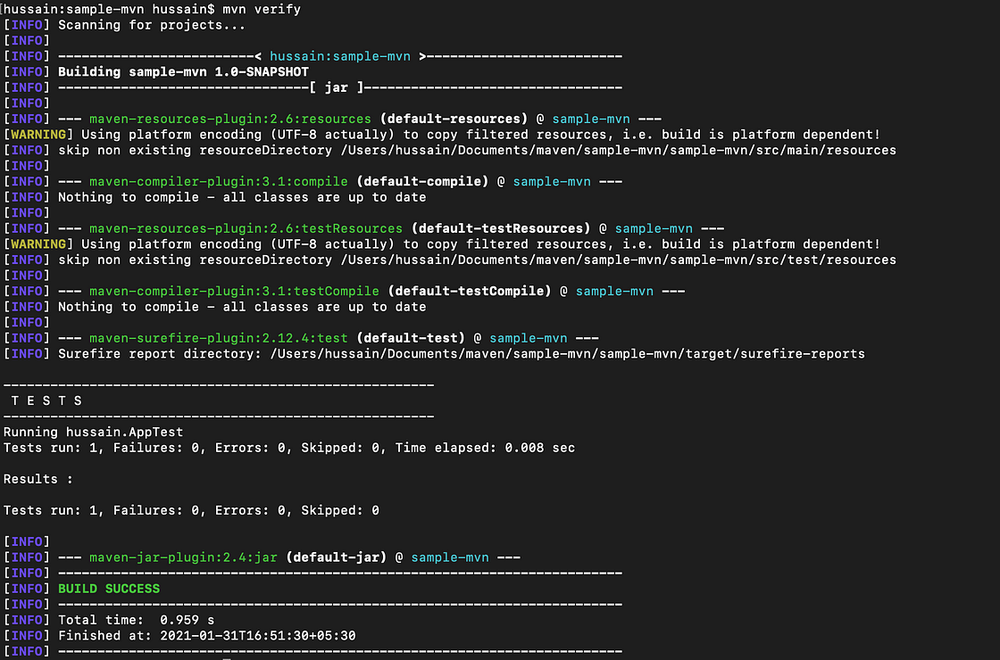 [hussain:sample-mvn hussain$ mvn verify
[INFO] Scanning for projects...
[INFO]
[INFO] -------------------------< hussain:sample-mvn >-------------------------
[INFO] Building sample-mvn 1.0-SNAPSHOT
[INFO] --------------------------------[ jar ]---------------------------------
[INFO]
[INFO] --- maven-resources-plugin:2.6:resources (default-resources) @ sample-mvn ---
[WARNING] Using platform encoding (UTF-8 actually) to copy filtered resources, i.e. build is platform dependent!
[INFO] skip non existing resourceDirectory /Users/hussain/Documents/maven/sample-mvn/sample-mvn/src/main/resources
[INFO]
[INFO] --- maven-compiler-plugin:3.1:compile (default-compile) @ sample-mvn ---
[INFO] Nothing to compile - all classes are up to date
[INFO]
[INFO] --- maven-resources-plugin:2.6:testResources (default-testResources) @ sample-mvn ---
[WARNING] Using platform encoding (UTF-8 actually) to copy filtered resources, i.e. build is platform dependent!
[INFO] skip non existing resourceDirectory /Users/hussain/Documents/maven/sample-mvn/sample-mvn/src/test/resources
[INFO]
[INFO] --- maven-compiler-plugin:3.1:testCompile (default-testCompile) @ sample-mvn ---
[INFO] Nothing to compile - all classes are up to date
[INFO]
[INFO] --- maven-surefire-plugin:2.12.4:test (default-test) @ sample-mvn ---
[INFO] Surefire report directory: /Users/hussain/Documents/maven/sample-mvn/sample-mvn/target/surefire-reports
-------------------------------------------------------
T E S T S
-------------------------------------------------------
Running hussain.AppTest
Tests run: 1, Failures: 0, Errors: 0, Skipped: 0, Time elapsed: 0.008 sec
Results :
Tests run: 1, Failures: 0, Errors: 0, Skipped: 0
[INFO]
[INFO] --- maven-jar-plugin:2.4:jar (default-jar) @ sample-mvn ---
[INFO] ------------------------------------------------------------------------
[INFO] BUILD SUCCESS
[INFO] ------------------------------------------------------------------------
[INFO] Total time:  0.959 s
[INFO] Finished at: 2021-01-31T16:51:30+05:30
[INFO] ------------------------------------------------------------------------